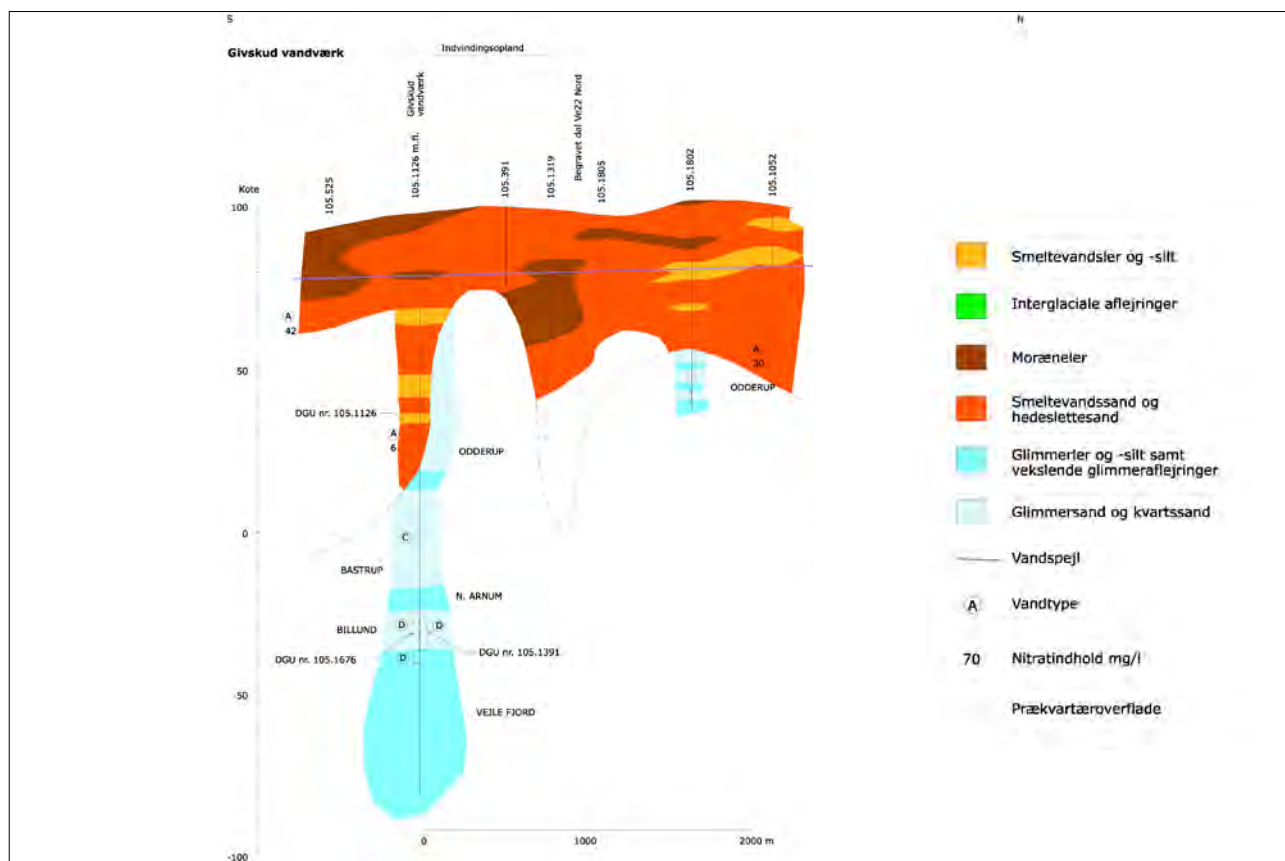 S
N
Givskud vandværk
Indvindingsopland
105.525
Givskud
vandværk
105.1126 m.fl.
105.391
105.1319
Begravet dal Ve22 Nord
105.1805
105.1802
105.1052
Kote
100
50
0
-50
-100
A
42
DGU nr. 105.1126
A
6
ODDERUP
A
30
ODDERUP
C
BASTRUP
N. ARNUM
BILLUND
D
D
DGU nr. 105.1676
D
DGU nr. 105.1391
VEJLE FJORD
0
1000
2000 m
Smeltevandsler og -silt
Interglaciale aflejringer
Moræneler
Smeltevandssand og
hedeslettesand
Glimmerler og -silt samt
vekslende glimmeraflejringer
Glimmersand og kvartssand
Vandspejl
A
Vandtype
70
Nitratindhold mg/l
Prækvartæroverflade